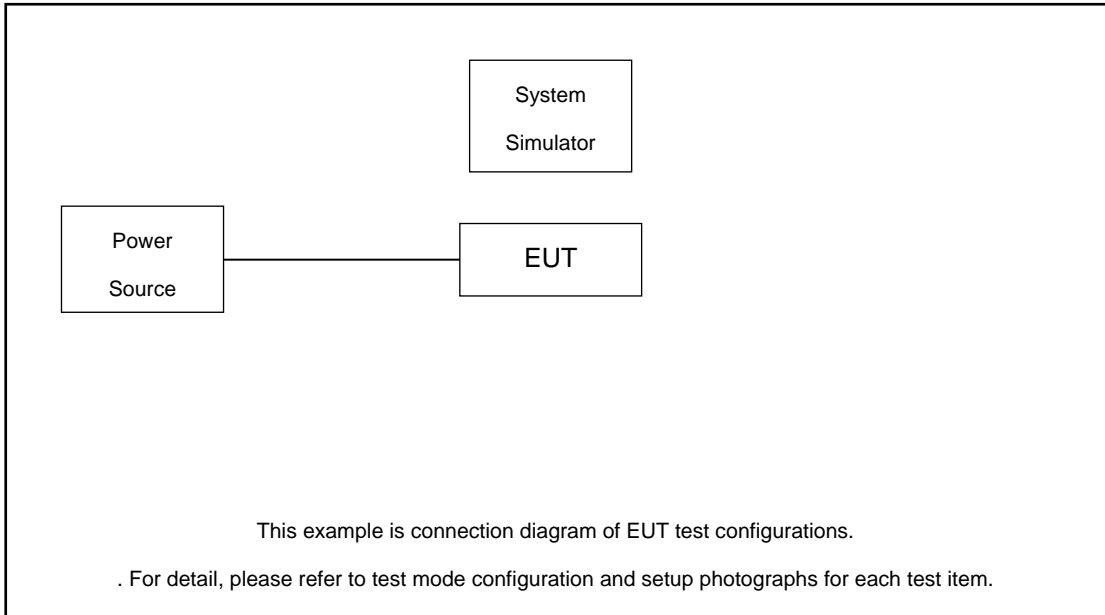 System
Simulator
Power
Source
EUT
This example is connection diagram of EUT test configurations.
. For detail, please refer to test mode configuration and setup photographs for each test item.